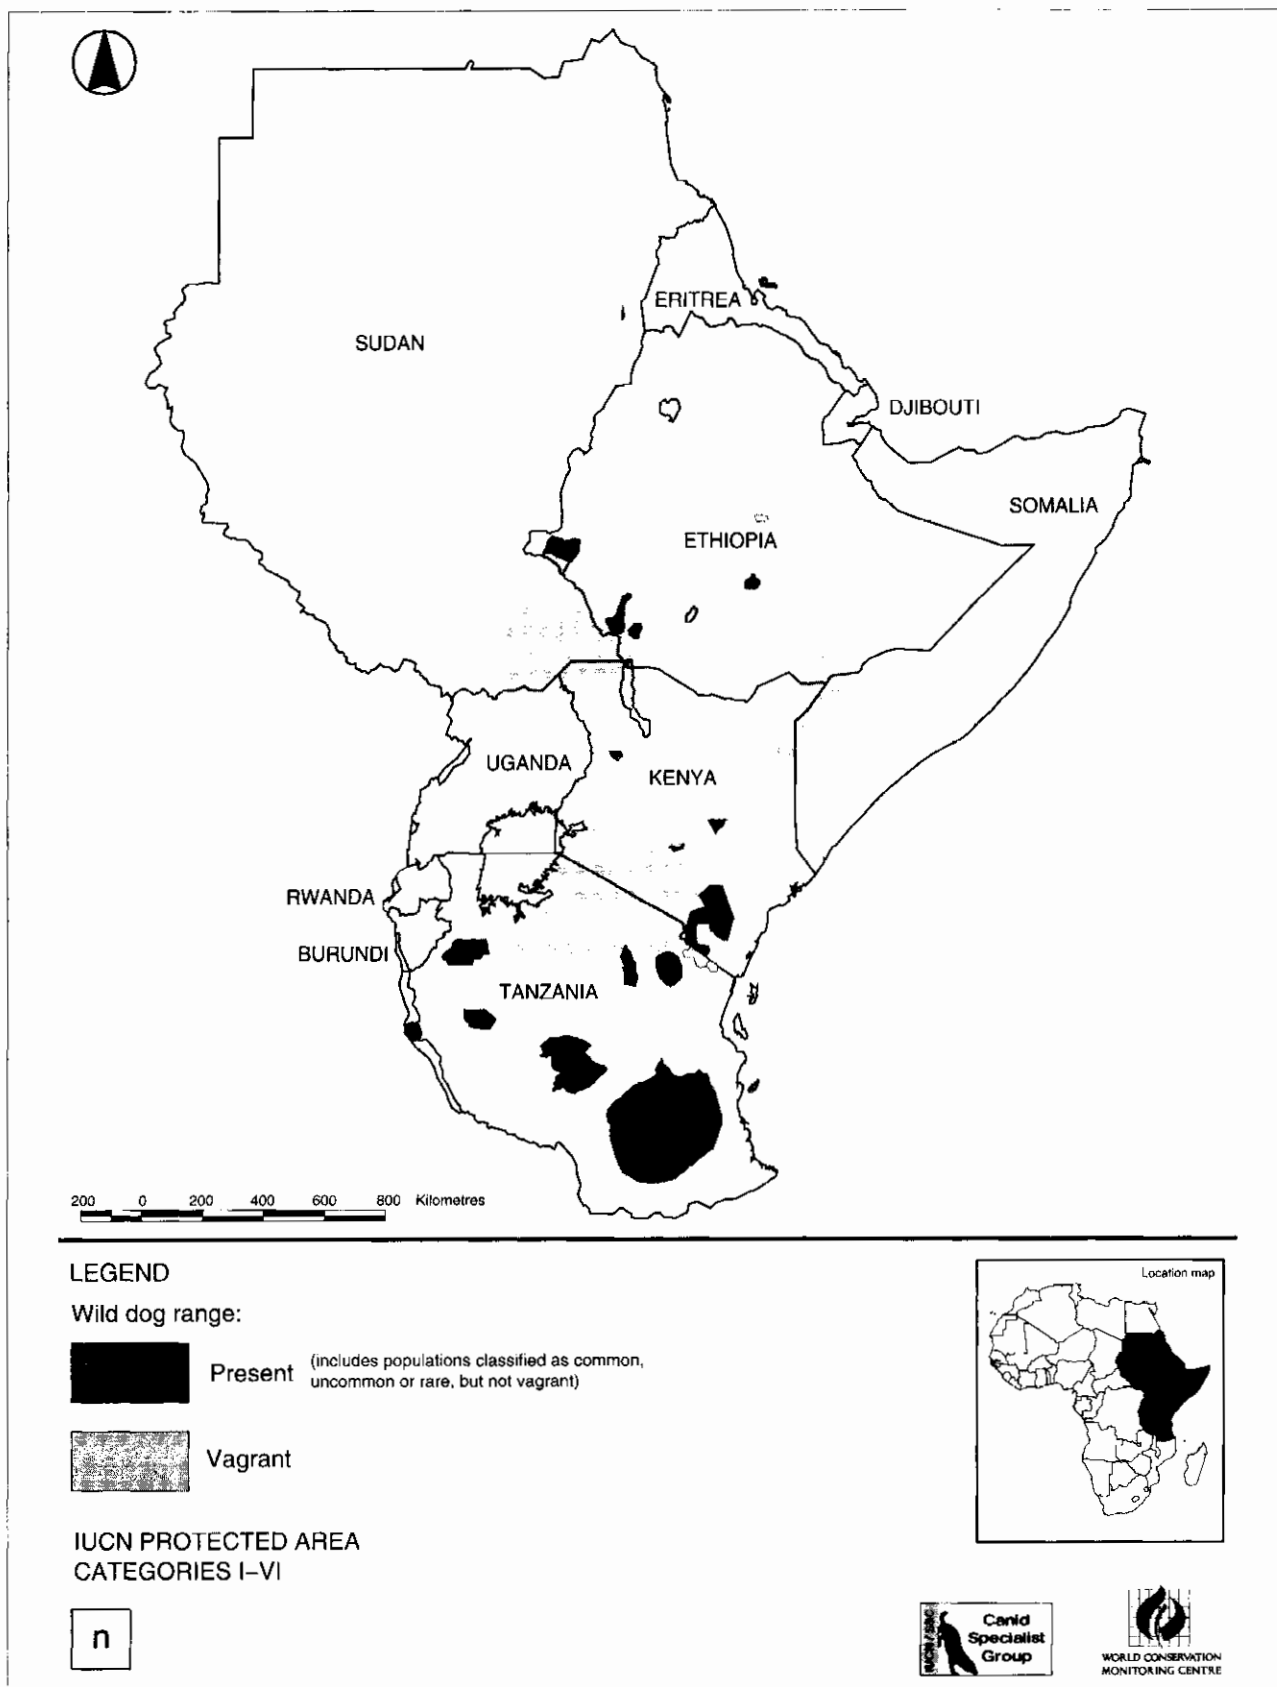 SUDAN
ERITREA
DJIBOUTI
SOMALIA
ETHIOPIA
UGANDA
KENYA
RWANDA
BURUNDI
TANZANIA
200 0 200 400 600 800 Kilometres
LEGEND
Wild dog range:
Present (includes populations classified as common,
uncommon or rare, but not vagrant)
Vagrant
IUCN PROTECTED AREA
CATEGORIES I–VI
n
Location map
IUCN / SSC
Canid
Specialist
Group
WORLD CONSERVATION
MONITORING CENTRE